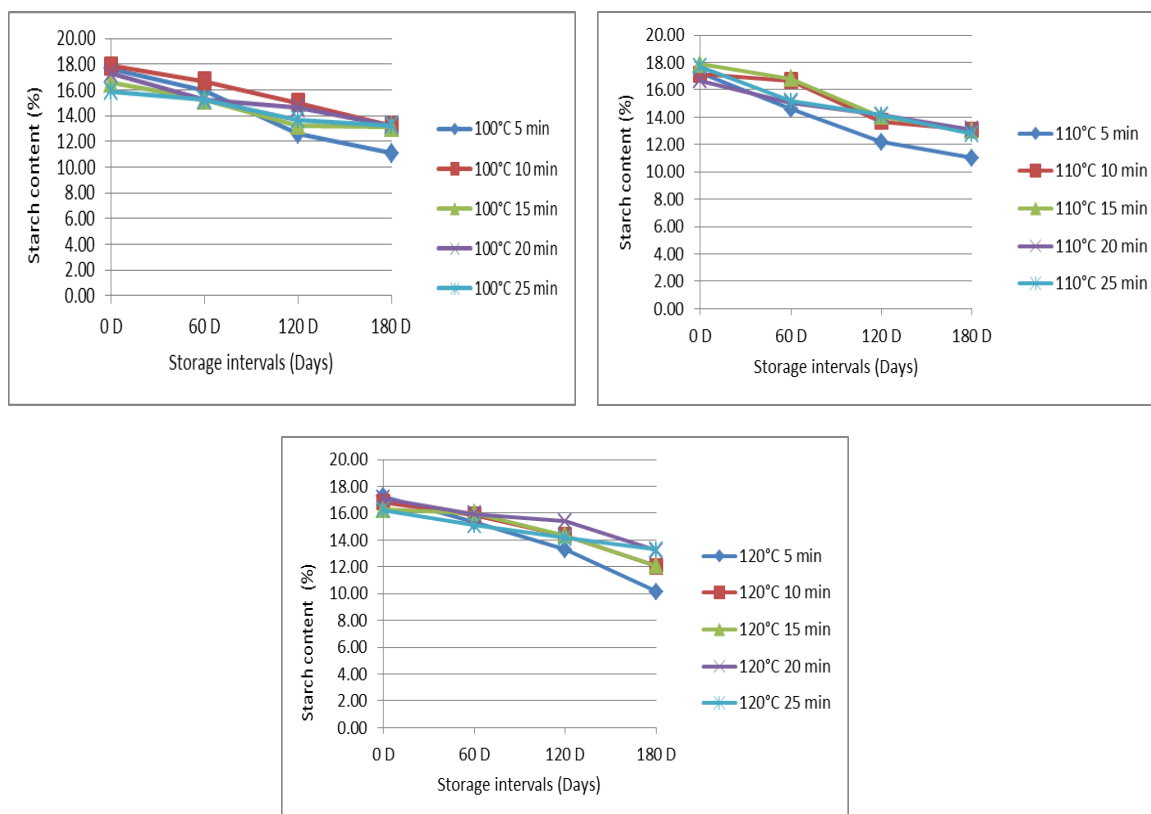 20.00
18.00
16.00
14.00
12.00
10.00
8.00
6.00
4.00
2.00
0.00
Starch content (%)
0 D 60 D 120 D 180 D
Storage intervals (Days)
100°C 5 min
100°C 10 min
100°C 15 min
100°C 20 min
100°C 25 min
20.00
18.00
16.00
14.00
12.00
10.00
8.00
6.00
4.00
2.00
0.00
Starch content (%)
0 D 60 D 120 D 180 D
Storage intervals (Days)
110°C 5 min
110°C 10 min
110°C 15 min
110°C 20 min
110°C 25 min
20.00
18.00
16.00
14.00
12.00
10.00
8.00
6.00
4.00
2.00
0.00
Starch content (%)
0 D 60 D 120 D 180 D
Storage intervals (Days)
120°C 5 min
120°C 10 min
120°C 15 min
120°C 20 min
120°C 25 min